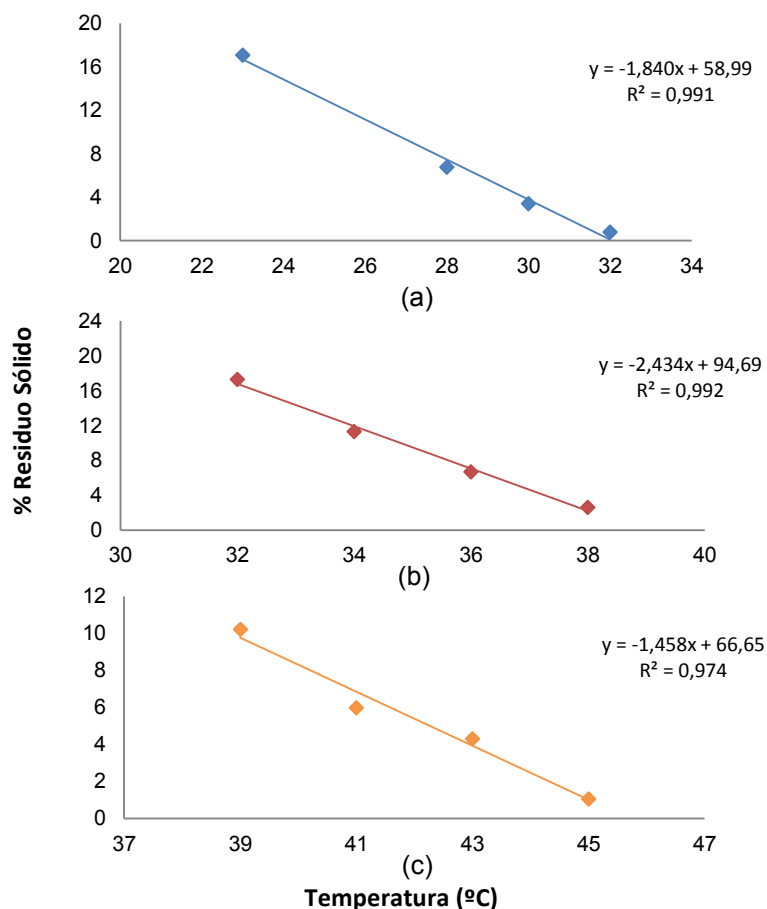 20
16
12
8
4
0
y = -1,840x + 58,99
R² = 0,991
20 22 24 26 28 30 32 34
(a)
% Residuo Sólido
24
20
16
12
8
4
0
y = -2,434x + 94,69
R² = 0,992
30 32 34 36 38 40
(b)
12
10
8
6
4
2
0
y = -1,458x + 66,65
R² = 0,974
37 39 41 43 45 47
(c)
Temperatura (ºC)